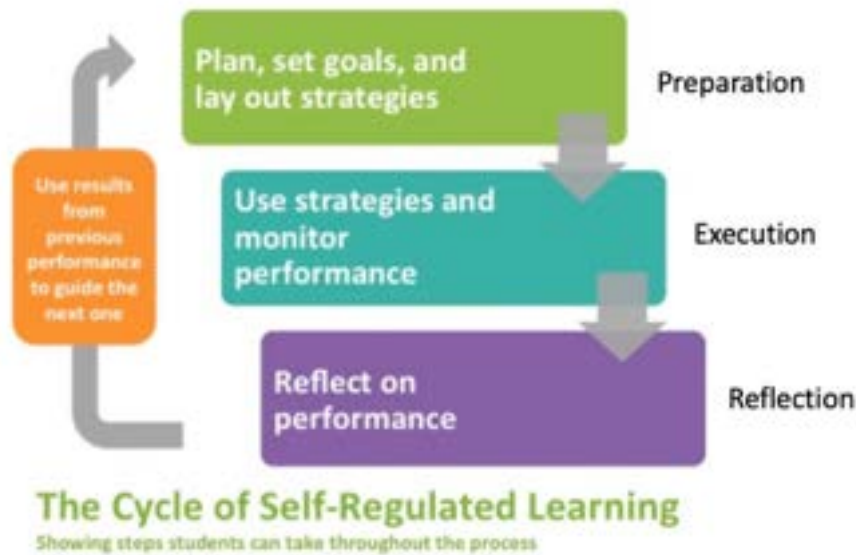 Plan, set goals, and
lay out strategies
Preparation
Use results
from
previous
performance
to guide the
next one
Use strategies and
monitor
performance
Execution
Reflect on
performance
Reflection
The Cycle of Self-Regulated Learning
Showing steps students can take throughout the process